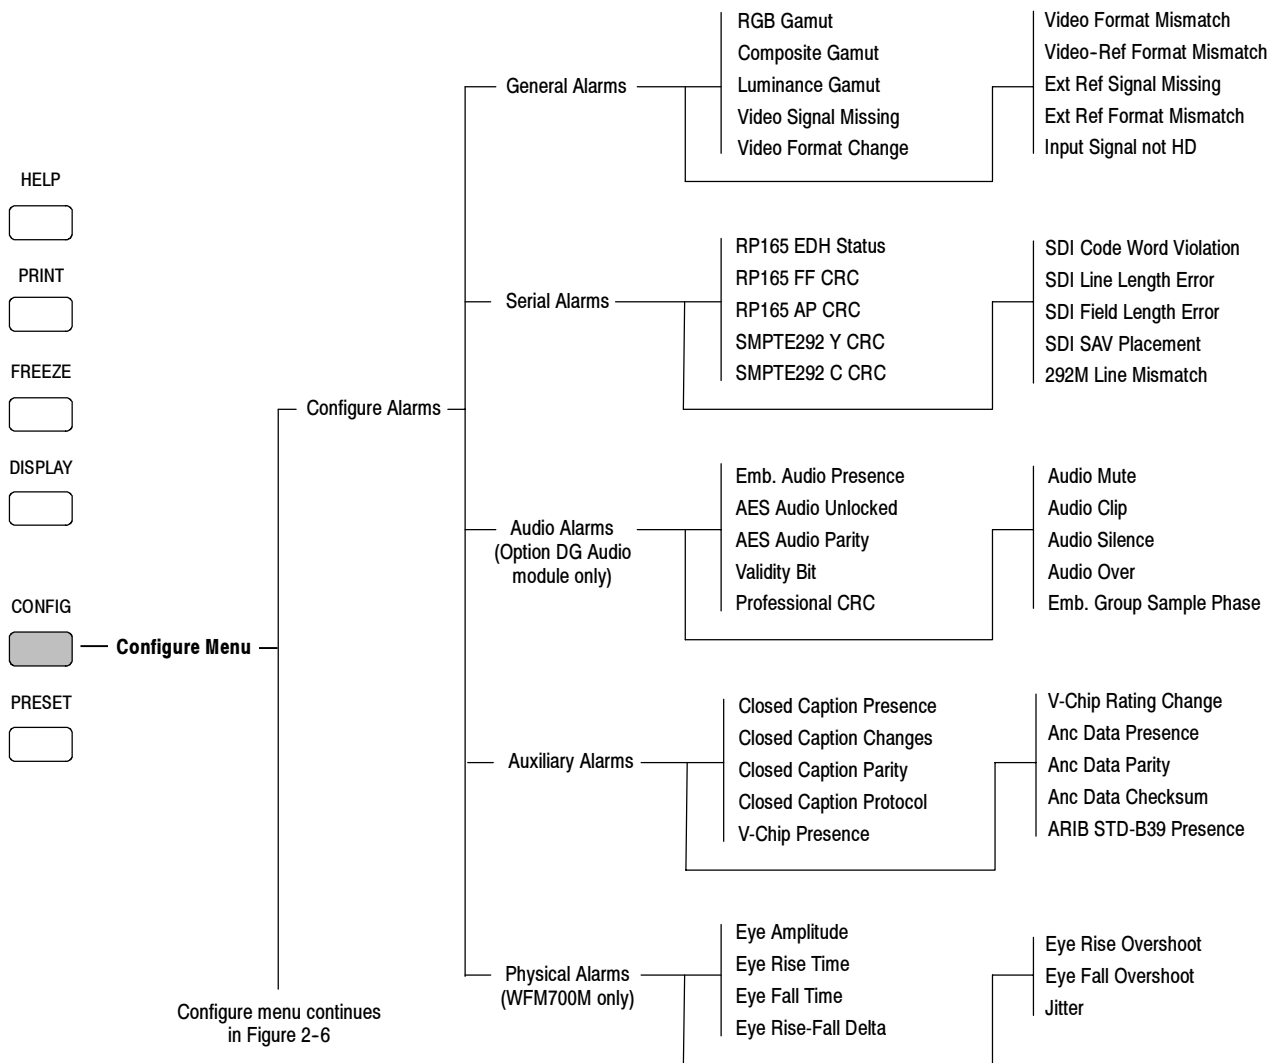 HELP
PRINT
FREEZE
DISPLAY
CONFIG
PRESET
Configure Menu
Configure menu continues
in Figure 2-6
Configure Alarms
General Alarms
RGB Gamut
Composite Gamut
Luminance Gamut
Video Signal Missing
Video Format Change
Video Format Mismatch
Video-Ref Format Mismatch
Ext Ref Signal Missing
Ext Ref Format Mismatch
Input Signal not HD
Serial Alarms
RP165 EDH Status
RP165 FF CRC
RP165 AP CRC
SMPTE292 Y CRC
SMPTE292 C CRC
SDI Code Word Violation
SDI Line Length Error
SDI Field Length Error
SDI SAV Placement
292M Line Mismatch
Audio Alarms
(Option DG Audio
module only)
Emb. Audio Presence
AES Audio Unlocked
AES Audio Parity
Validity Bit
Professional CRC
Audio Mute
Audio Clip
Audio Silence
Audio Over
Emb. Group Sample Phase
Auxiliary Alarms
Closed Caption Presence
Closed Caption Changes
Closed Caption Parity
Closed Caption Protocol
V-Chip Presence
V-Chip Rating Change
Anc Data Presence
Anc Data Parity
Anc Data Checksum
ARIB STD-B39 Presence
Physical Alarms
(WFM700M only)
Eye Amplitude
Eye Rise Time
Eye Fall Time
Eye Rise-Fall Delta
Eye Rise Overshoot
Eye Fall Overshoot
Jitter